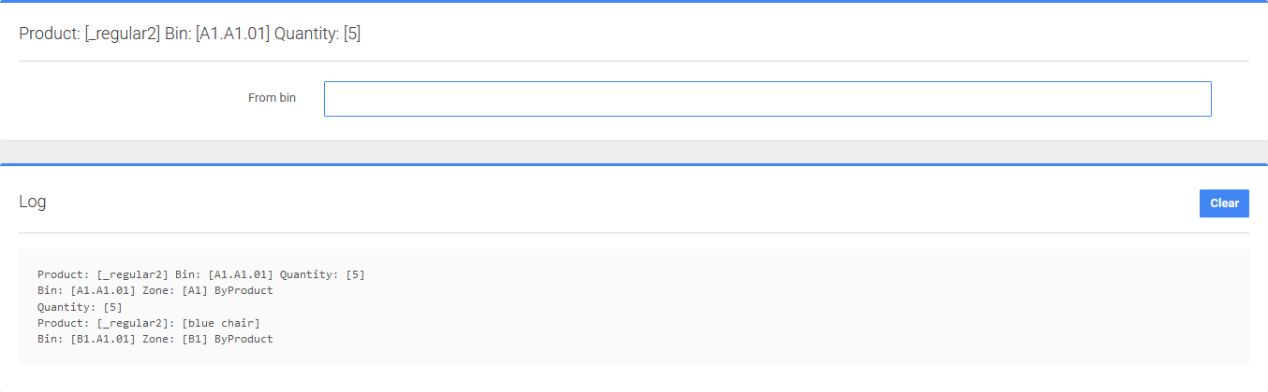 Product: [_regular2] Bin: [A1.A1.01] Quantity: [5]
From bin
Log
Clear
Product: [_regular2] Bin: [A1.A1.01] Quantity: [5]
Bin: [A1.A1.01] Zone: [A1] ByProduct
Quantity: [5]
Product: [_regular2]: [blue chair]
Bin: [B1.A1.01] Zone: [B1] ByProduct